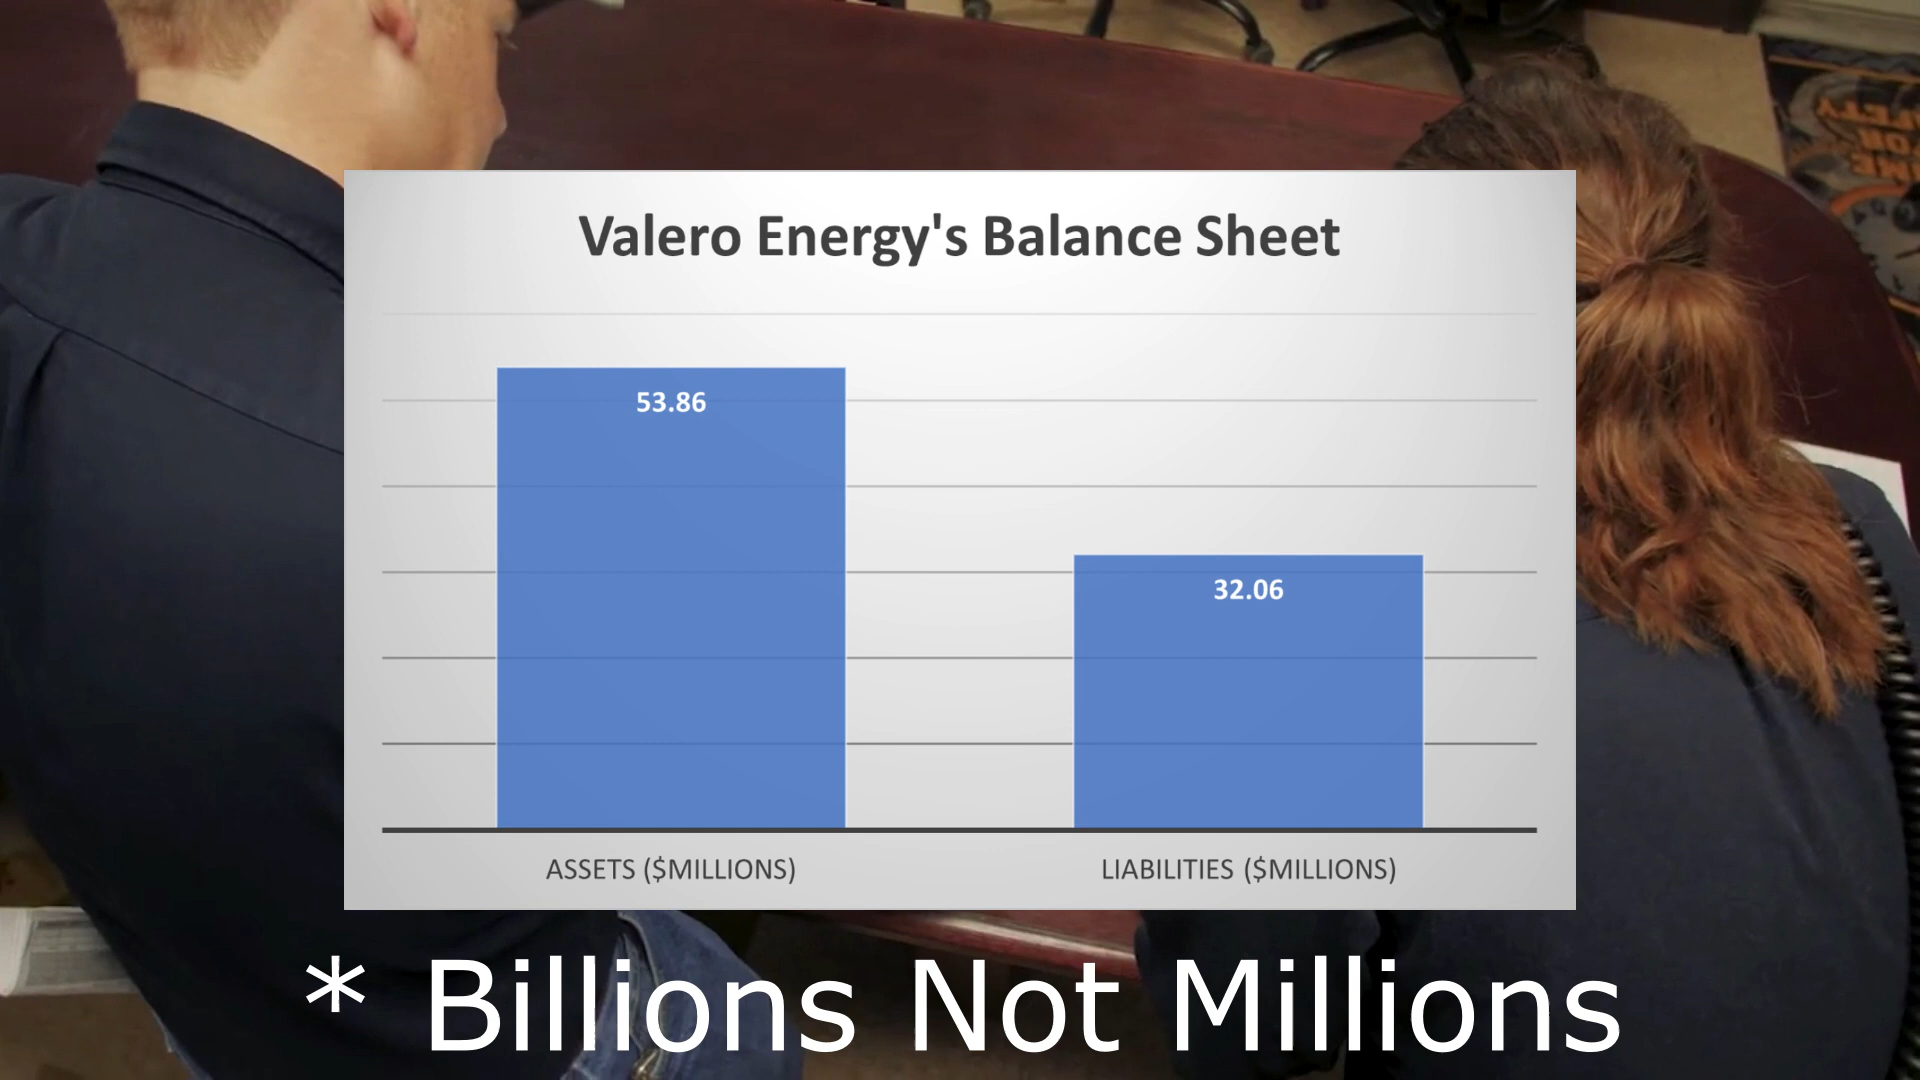 Valero Energy's Balance Sheet
53.86
32.06
ASSETS ($MILLIONS)
LIABILITIES ($MILLIONS)
* Billions Not Millions